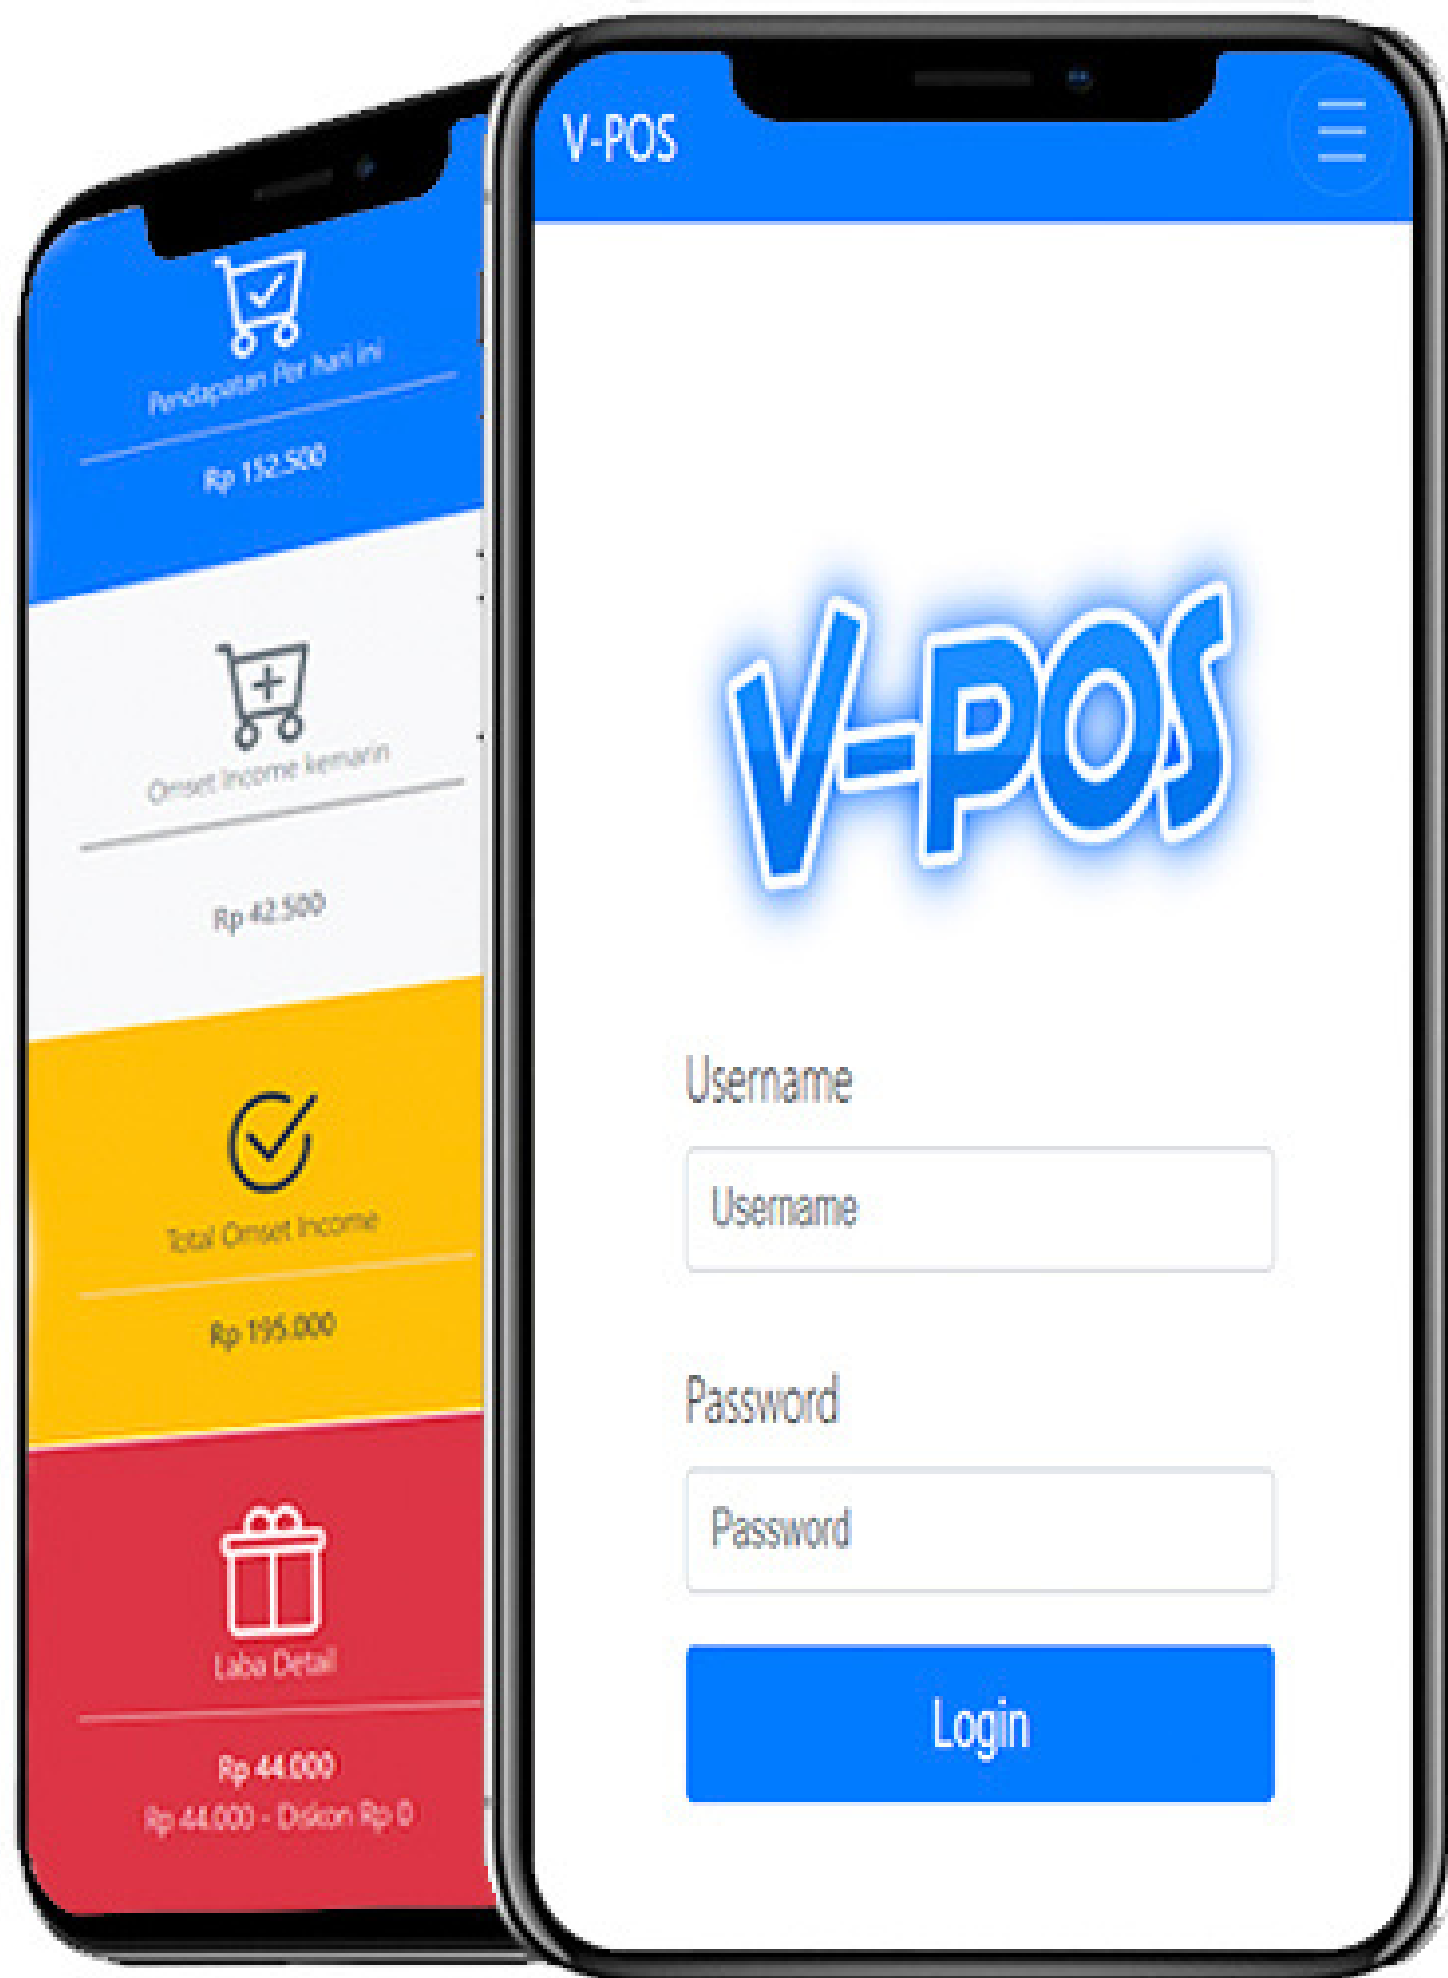 Pendapatan Per hari ini
Rp 152.500
Omset Income kemarin
Rp 42.500
Total Omset Income
Rp 195.000
Laba Detail
Rp 44.000
Rp 44.000 - Diskon Rp 0
V-POS
V-POS
Username
Username
Password
Password
Login